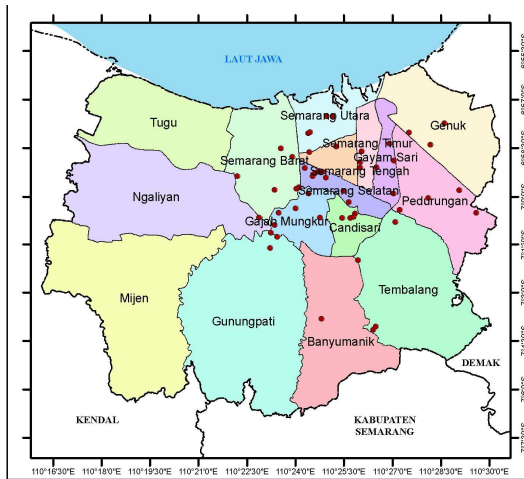 LAUT JAWA
Tugu
Semarang Utara
Genuk
Semarang Timur
Semarang Barat
Gayam Sari
Semarang Tengah
Ngaliyan
Semarang Selatan
Pedurungan
Gajah Mungkur
Candisari
Mijen
Gunungpati
Tembalang
Banyumanik
DEMAK
KENDAL
KABUPATEN
SEMARANG
110°16'30"E 110°18'0"E 110°19'30"E 110°21'0"E 110°22'30"E 110°24'0"E 110°25'30"E 110°27'0"E 110°28'30"E 110°30'0"E